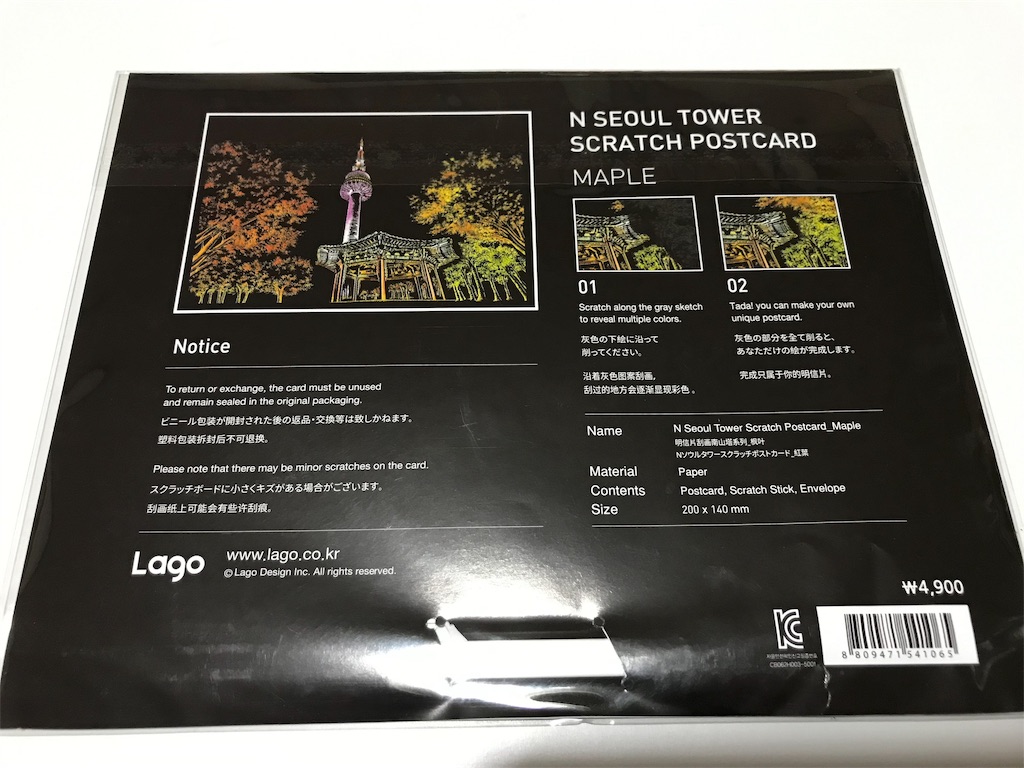 N SEOUL TOWER
SCRATCH POSTCARD
MAPLE
01
Scratch along the gray sketch
to reveal multiple colors.
灰色の下絵に沿って
削ってください。
沿着灰色图案刮画,
刮过的地方会逐渐显现彩色 。
02
Tada! you can make your own
unique postcard.
灰色の部分を全て削ると、
あなただけの絵が完成します。
完成只属于你的明信片。
Notice
To return or exchange, the card must be unused
and remain sealed in the original packaging.
ビニール包装が開封された後の返品・交換等は致しかねます。
塑料包装拆封后不可退换。
Please note that there may be minor scratches on the card.
スクラッチボードに小さくキズがある場合がございます。
刮画纸上可能会有些许刮痕。
Name N Seoul Tower Scratch Postcard_Maple
明信片刮画南山塔系列_枫叶
Nソウルタワースクラッチポストカード_紅葉
Material Paper
Contents Postcard, Scratch Stick, Envelope
Size 200 x 140 mm
Lago
www.lago.co.kr
© Lago Design Inc. All rights reserved.
₩4,900
CB067H003-5001
8 809471 541065